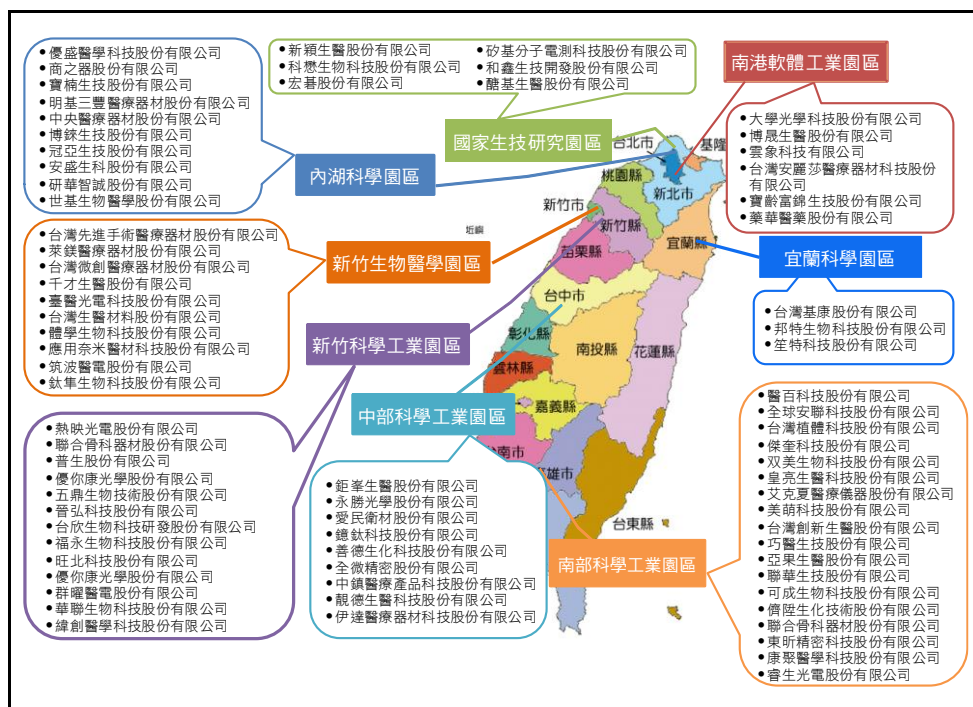 優盛醫學科技股份有限公司
商之器股份有限公司
寶楠生技股份有限公司
明基三豐醫療器材股份有限公司
中央醫療器材股份有限公司
博錸生技股份有限公司
冠亞生技股份有限公司
安盛生科股份有限公司
研華智誠股份有限公司
世基生物醫學股份有限公司
內湖科學園區
新穎生醫股份有限公司
科懋生物科技股份有限公司
宏碁股份有限公司
矽基分子電測科技股份有限公司
和鑫生技開發股份有限公司
醣基生醫股份有限公司
國家生技研究園區
南港軟體工業園區
大學光學科技股份有限公司
博晟生醫股份有限公司
雲象科技有限公司
台灣安麗莎醫療器材科技股份
有限公司
寶齡富錦生技股份有限公司
藥華醫藥股份有限公司
台北市
基隆
桃園縣
新北市
新竹市
新竹縣
宜蘭縣
苗栗縣
台中市
彰化縣
南投縣
花蓮縣
雲林縣
嘉義縣
台南市
雄市
台東縣
宜蘭科學園區
台灣基康股份有限公司
邦特生物科技股份有限公司
笙特科技股份有限公司
新竹生物醫學園區
台灣先進手術醫療器材股份有限公司
萊鎂醫療器材股份有限公司
台灣微創醫療器材股份有限公司
千才生醫股份有限公司
臺醫光電科技股份有限公司
台灣生醫材料股份有限公司
體學生物科技股份有限公司
應用奈米醫材科技股份有限公司
筑波醫電股份有限公司
鈦隼生物科技股份有限公司
新竹科學工業園區
熱映光電股份有限公司
聯合骨科器材股份有限公司
普生股份有限公司
優你康光學股份有限公司
五鼎生物技術股份有限公司
晉弘科技股份有限公司
台欣生物科技研發股份有限公司
福永生物科技股份有限公司
旺北科技股份有限公司
優你康光學股份有限公司
群曜醫電股份有限公司
華聯生物科技股份有限公司
緯創醫學科技股份有限公司
中部科學工業園區
鉅峯生醫股份有限公司
永勝光學股份有限公司
愛民衛材股份有限公司
鐿鈦科技股份有限公司
善德生化科技股份有限公司
全微精密股份有限公司
中鎮醫療產品科技股份有限公司
靚德生醫科技股份有限公司
伊達醫療器材科技股份有限公司
南部科學工業園區
醫百科技股份有限公司
全球安聯科技股份有限公司
台灣植體科技股份有限公司
傑奎科技股份有限公司
双美生物科技股份有限公司
皇亮生醫科技股份有限公司
艾克夏醫療儀器股份有限公司
美萌科技股份有限公司
台灣創新生醫股份有限公司
巧醫生技股份有限公司
亞果生醫股份有限公司
聯華生技股份有限公司
可成生物科技股份有限公司
儕陞生化技術股份有限公司
聯合骨科器材股份有限公司
東昕精密科技股份有限公司
康聚醫學科技股份有限公司
睿生光電股份有限公司